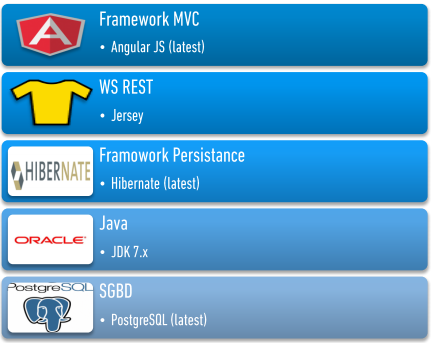 Framework MVC
• Angular JS (latest)
WS REST
• Jersey
HIBERNATE
Framowork Persistance
• Hibernate (latest)
ORACLE
Java
• JDK 7.x
PostgreSQL
SGBD
• PostgreSQL (latest)